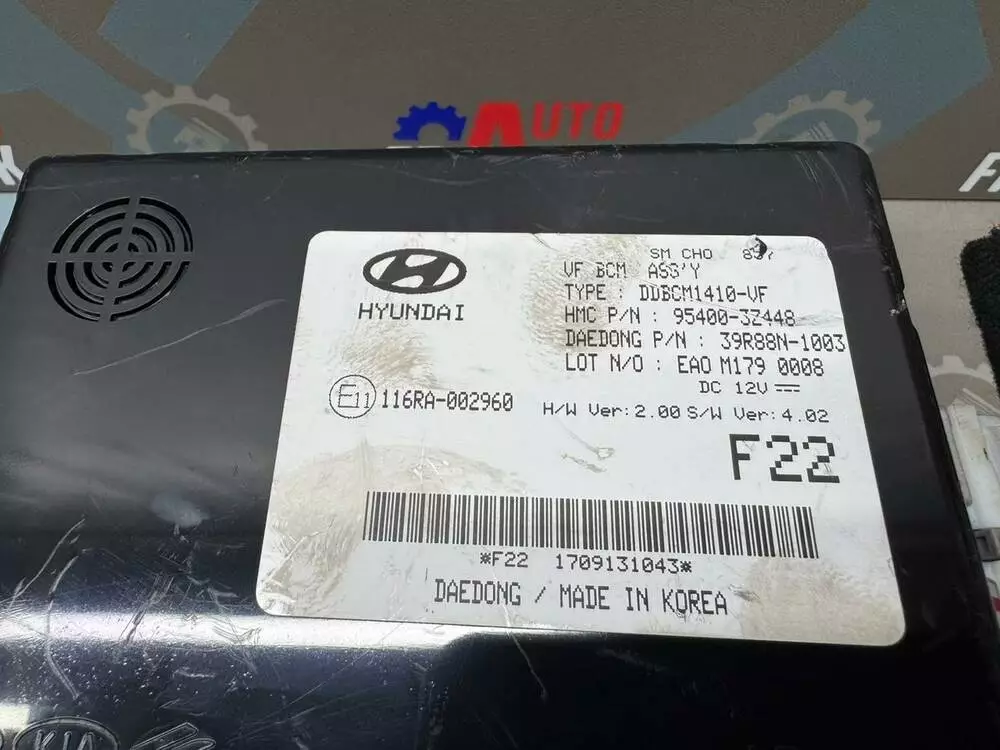 AUTO
SM CHO
VF BCM ASS'Y
TYPE : DDBCM1410-VF
HMC P/N : 95400-3Z448
DAEDONG P/N : 39R88N-1003
LOT N/O : EAO M179 0008
DC 12V
HYUNDAI
E11 116RA-002960
H/W Ver:2.00 S/W Ver:4.02
F22
*F22 1709131043*
DAEDONG / MADE IN KOREA
KIA